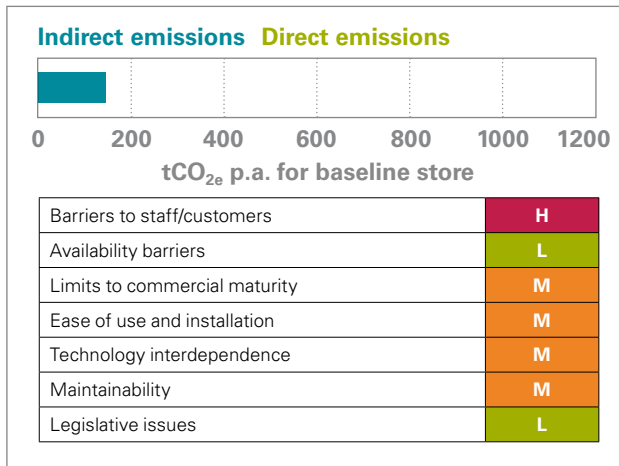 Indirect emissions Direct emissions
0 200 400 600 800 1000 1200
tCO2e p.a. for baseline store
Barriers to staff/customers H
Availability barriers L
Limits to commercial maturity M
Ease of use and installation M
Technology interdependence M
Maintainability M
Legislative issues L